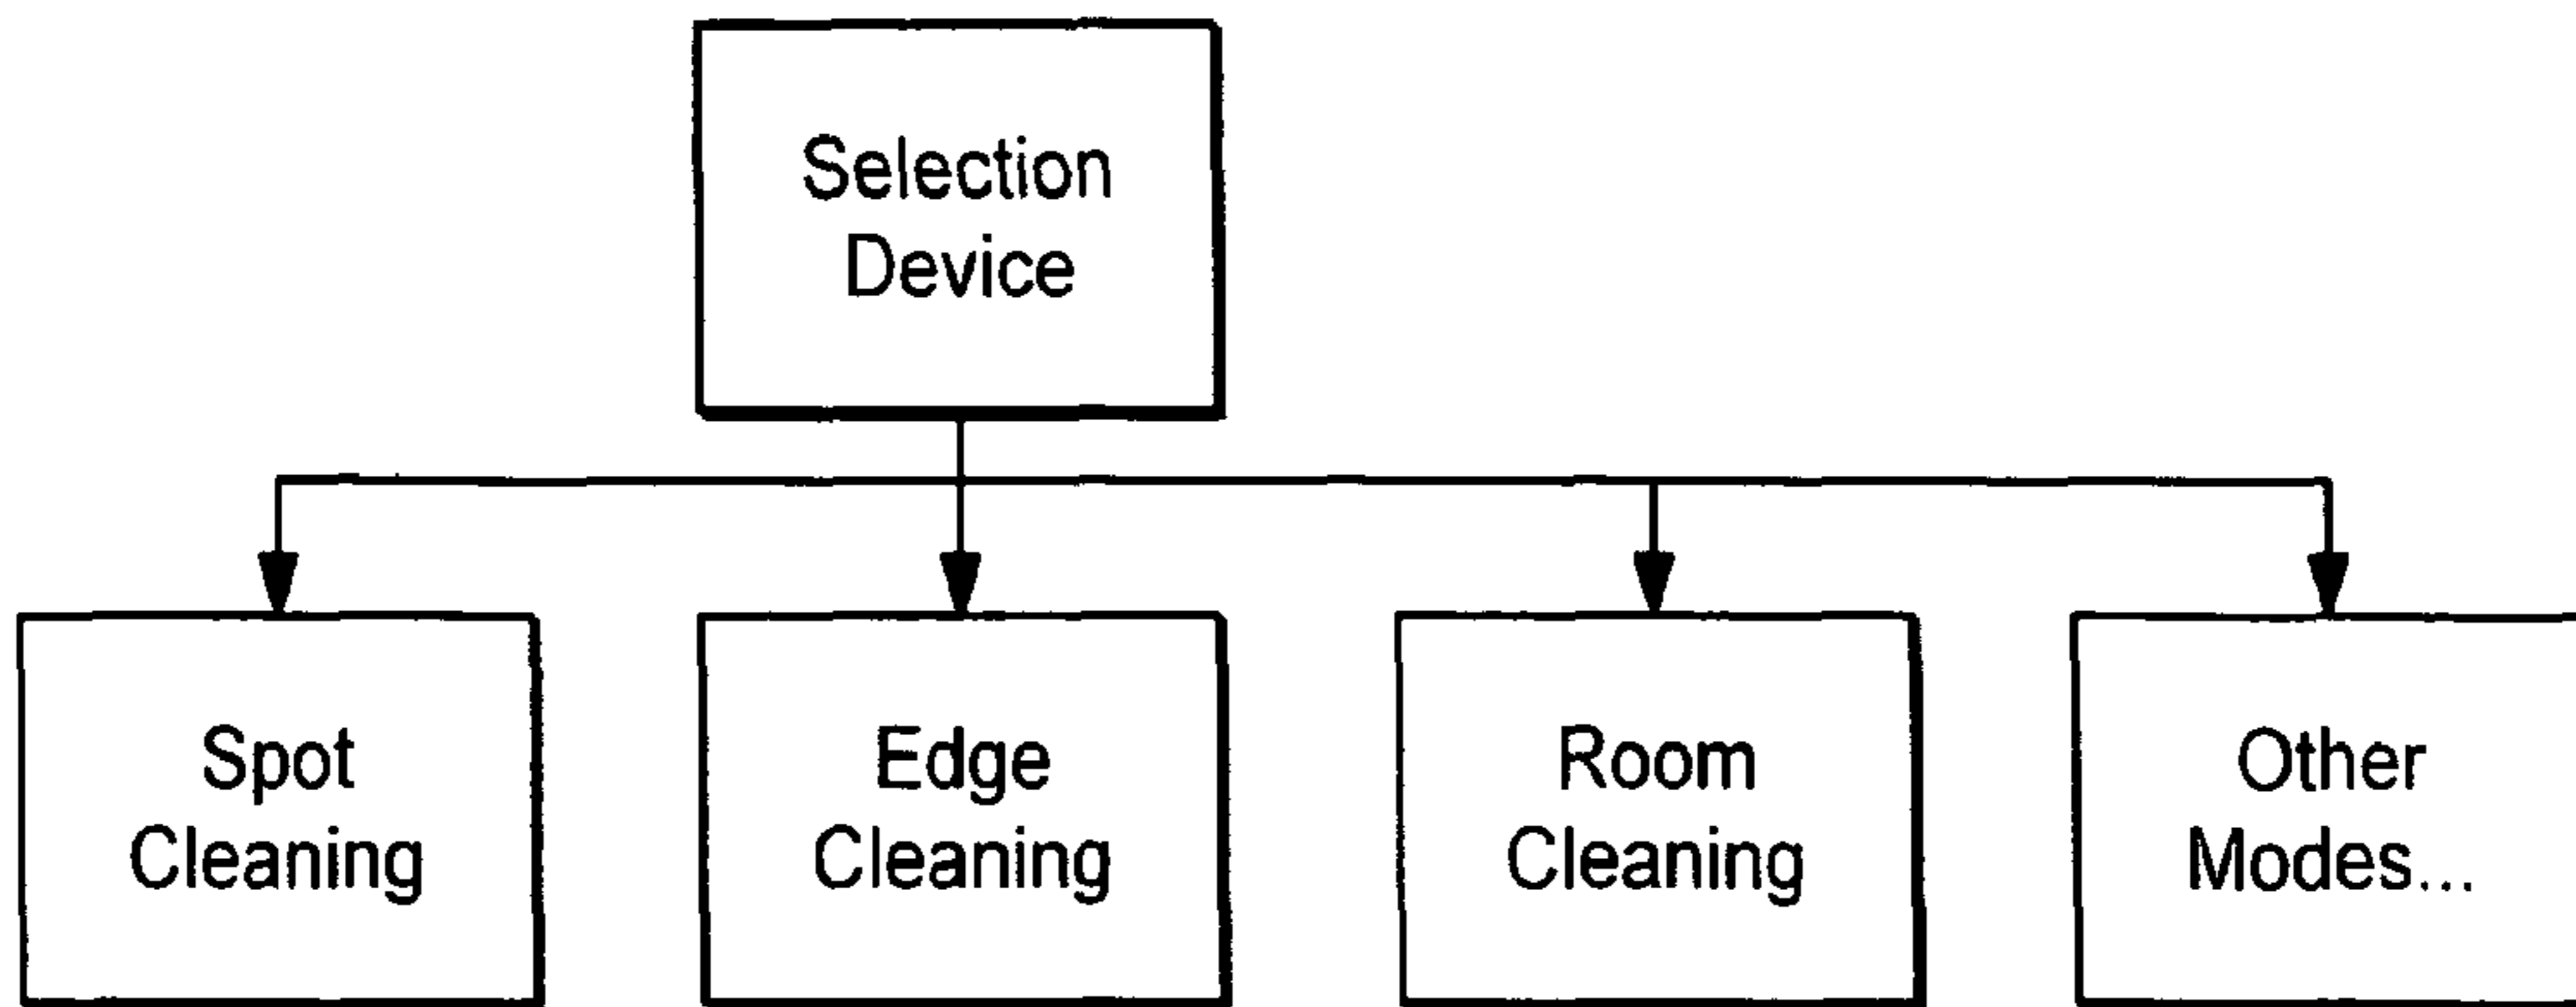 Selection
Device
Spot
Cleaning
Edge
Cleaning
Room
Cleaning
Other
Modes...